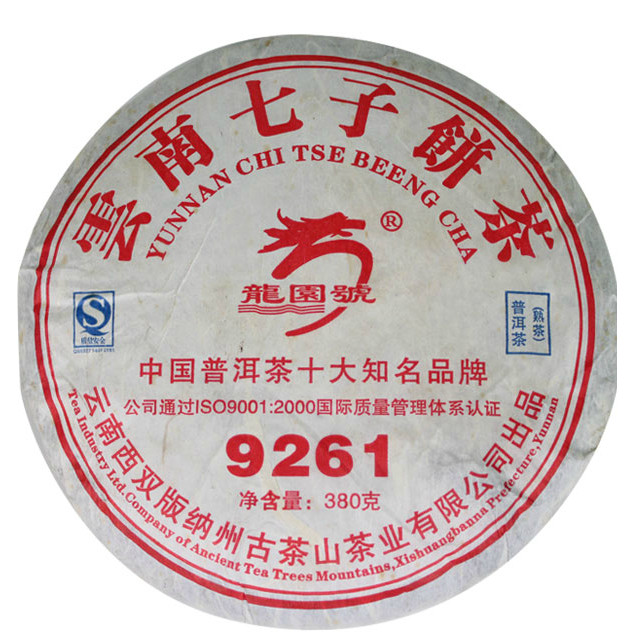 雲南七子餅茶
YUNNAN CHI TSE BEENG CHA
®
龍園號
普洱茶
(熟茶)
S
质量安全
中国普洱茶十大知名品牌
公司通过ISO9001:2000国际质量管理体系认证
9261
净含量：380克
云南西双版纳州古茶山茶业有限公司出品
Tea Industry Ltd.Company of Ancient Tea Trees Mountains,Xishuangbanna Prefecture,Yunnan